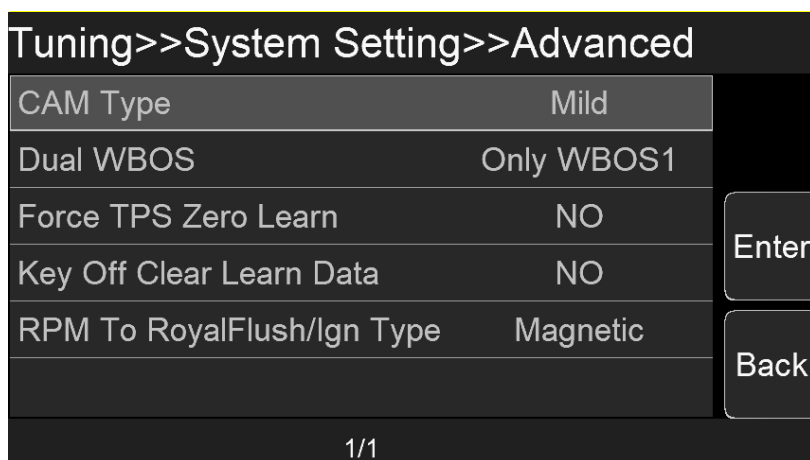 Tuning>>System Setting>>Advanced
CAM Type Mild
Dual WBOS Only WBOS1
Force TPS Zero Learn NO
Key Off Clear Learn Data NO
RPM To RoyalFlush/Ign Type Magnetic
Enter
Back
1/1